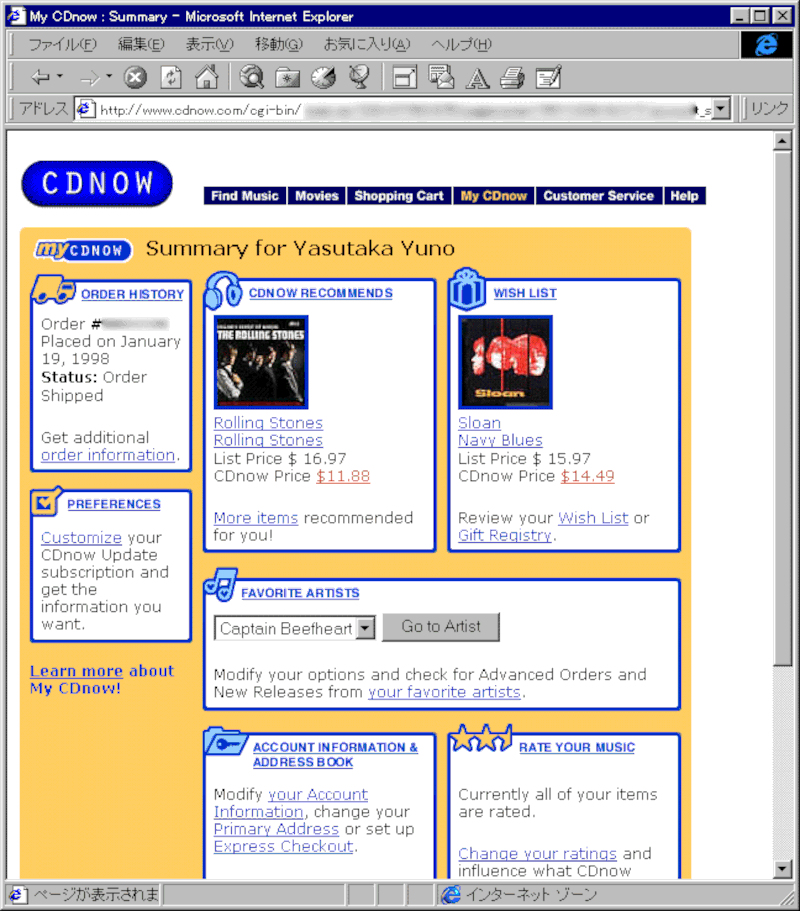 My CDnow : Summary - Microsoft Internet Explorer
ファイル(F) 編集(E) 表示(V) 移動(G) お気に入り(A) ヘルプ(H)
アドレス http://www.cdnow.com/cgi-bin/ リンク
CDNOW
Find Music Movies Shopping Cart My CDnow Customer Service Help
my CDNOW Summary for Yasutaka Yuno
ORDER HISTORY
Order #
Placed on January
19, 1998
Status: Order
Shipped
Get additional
order information.
PREFERENCES
Customize your
CDnow Update
subscription and
get the
information you
want.
Learn more about
My CDnow!
CDNOW RECOMMENDS
THE ROLLING STONES
Rolling Stones
Rolling Stones
List Price $ 16.97
CDnow Price $11.88
More items recommended
for you!
WISH LIST
Sloan
Sloan
Navy Blues
List Price $ 15.97
CDnow Price $14.49
Review your Wish List or
Gift Registry.
FAVORITE ARTISTS
Captain Beefheart Go to Artist
Modify your options and check for Advanced Orders and
New Releases from your favorite artists.
ACCOUNT INFORMATION &
ADDRESS BOOK
Modify your Account
Information, change your
Primary Address or set up
Express Checkout.
RATE YOUR MUSIC
Currently all of your items
are rated.
Change your ratings and
influence what CDnow
ページが表示されま インターネット ゾーン